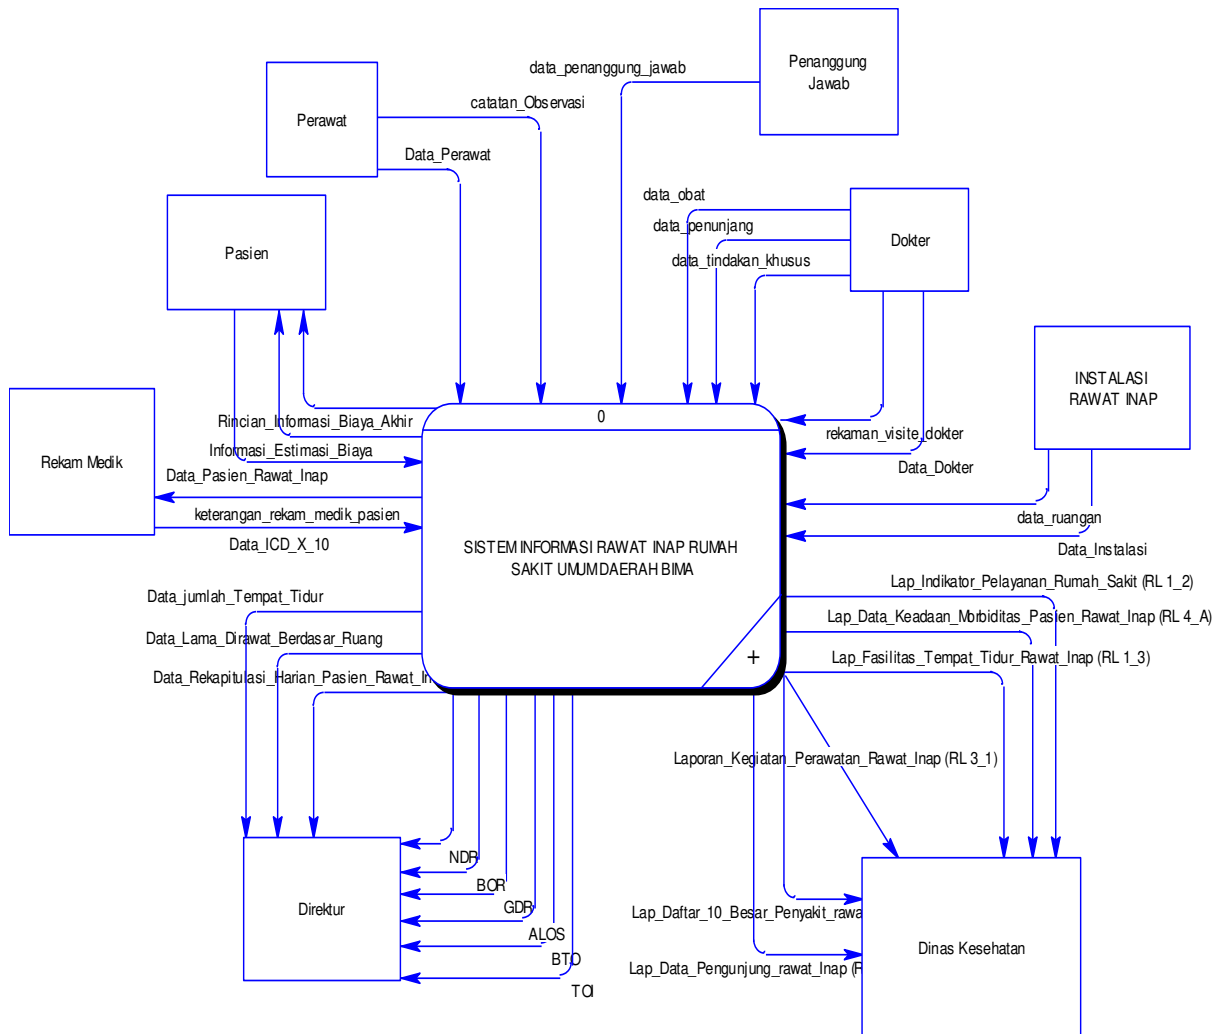 Penanggung
Jawab
data_penanggung_jawab
Perawat
catatan_Observasi
Data_Perawat
data_obat
data_penunjang
data_tindakan_khusus
Dokter
Pasien
INSTALASI
RAWAT INAP
Rekam Medik
Rincian_Informasi_Biaya_Akhir
Informasi_Estimasi_Biaya
Data_Pasien_Rawat_Inap
keterangan_rekam_medik_pasien
Data_ICD_X_10
0
rekaman_visite_dokter
Data_Dokter
data_ruangan
Data_Instalasi
SISTEM INFORMASI RAWAT INAP RUMAH
SAKIT UMUM DAERAH BIMA
+
Data_jumlah_Tempat_Tidur
Data_Lama_Dirawat_Berdasar_Ruang
Data_Rekapitulasi_Harian_Pasien_Rawat_In
Lap_Indikator_Pelayanan_Rumah_Sakit (RL 1_2)
Lap_Data_Keadaan_Morbiditas_Pasien_Rawat_Inap (RL 4_A)
Lap_Fasilitas_Tempat_Tidur_Rawat_Inap (RL 1_3)
Laporan_Kegiatan_Perawatan_Rawat_Inap (RL 3_1)
Direktur
NDR
BOR
GDR
ALOS
BTO
TOI
Lap_Daftar_10_Besar_Penyakit_rawa
Lap_Data_Pengunjung_rawat_Inap (R
Dinas Kesehatan